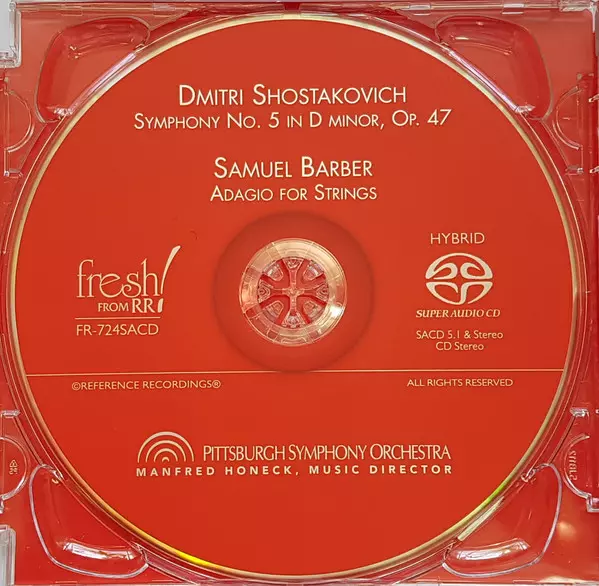 DMITRI SHOSTAKOVICH
SYMPHONY NO. 5 IN D MINOR, OP. 47
SAMUEL BARBER
ADAGIO FOR STRINGS
fresh!
FROM RR
FR-724SACD
HYBRID
SUPER AUDIO CD
SACD 5.1 & Stereo
CD Stereo
©REFERENCE RECORDINGS®
ALL RIGHTS RESERVED
PITTSBURGH SYMPHONY ORCHESTRA
MANFRED HONECK, MUSIC DIRECTOR